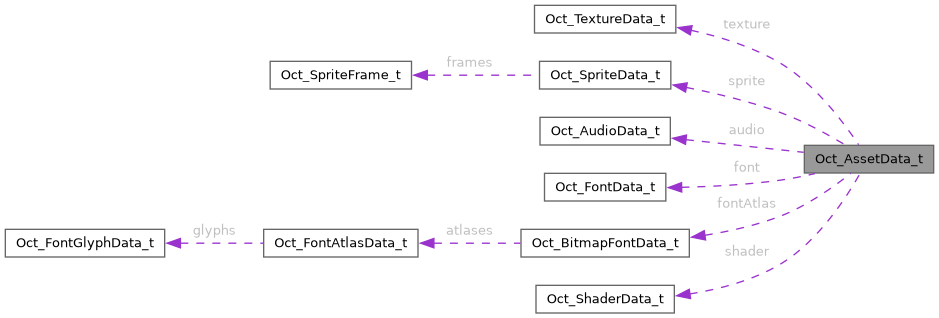 Oct_TextureData_t
texture
Oct_SpriteFrame_t
frames
Oct_SpriteData_t
sprite
Oct_AudioData_t
audio
Oct_AssetData_t
Oct_FontData_t
font
fontAtlas
Oct_FontGlyphData_t
glyphs
Oct_FontAtlasData_t
atlases
Oct_BitmapFontData_t
shader
Oct_ShaderData_t